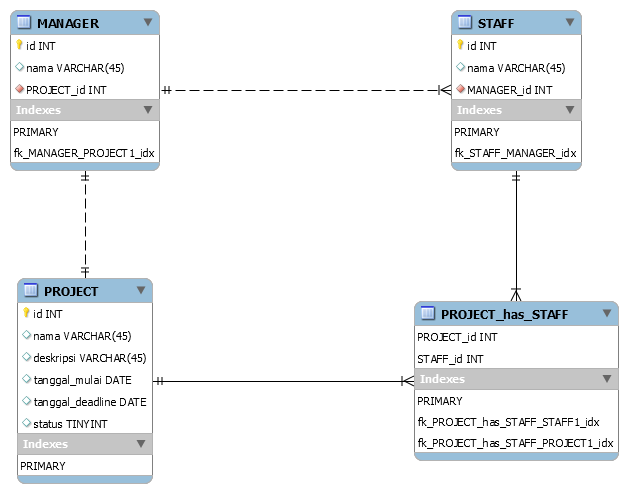 MANAGER
id INT
nama VARCHAR(45)
PROJECT_id INT
Indexes
PRIMARY
fk_MANAGER_PROJECT1_idx
STAFF
id INT
nama VARCHAR(45)
MANAGER_id INT
Indexes
PRIMARY
fk_STAFF_MANAGER_idx
PROJECT
id INT
nama VARCHAR(45)
deskripsi VARCHAR(45)
tanggal_mulai DATE
tanggal_deadline DATE
status TINYINT
Indexes
PRIMARY
PROJECT_has_STAFF
PROJECT_id INT
STAFF_id INT
Indexes
PRIMARY
fk_PROJECT_has_STAFF_STAFF1_idx
fk_PROJECT_has_STAFF_PROJECT1_idx